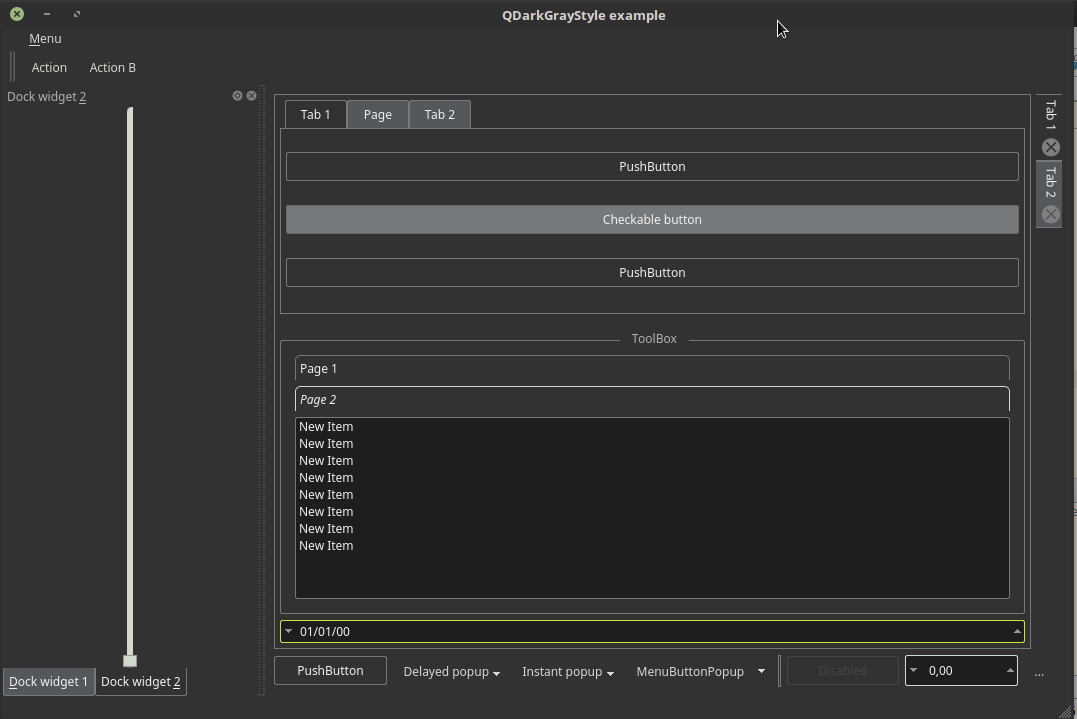 QDarkGrayStyle example
Menu
Action Action B
Dock widget 2
Tab 1 Page Tab 2
Tab 1
Tab 2
PushButton
Checkable button
PushButton
ToolBox
Page 1
Page 2
New Item
New Item
New Item
New Item
New Item
New Item
New Item
New Item
01/01/00
Dock widget 1 Dock widget 2
PushButton Delayed popup Instant popup MenuButtonPopup Disabled 0,00 ...